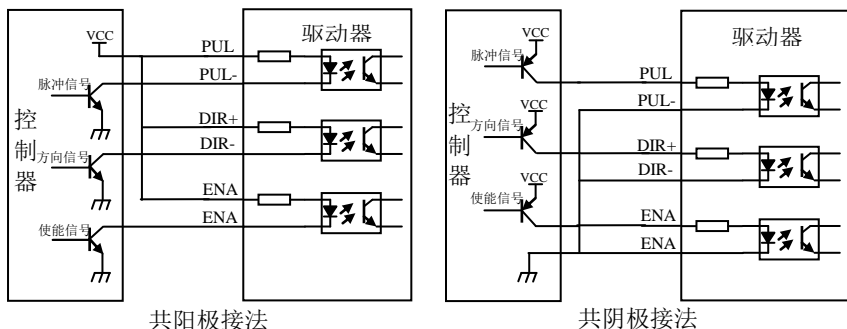 VCC
脉冲信号
控制器
方向信号
使能信号
PUL
PUL-
DIR+
DIR-
ENA
ENA
驱动器
共阳极接法
VCC
脉冲信号
VCC
控制器
方向信号
VCC
使能信号
PUL
PUL-
DIR+
DIR-
ENA
ENA
驱动器
共阴极接法